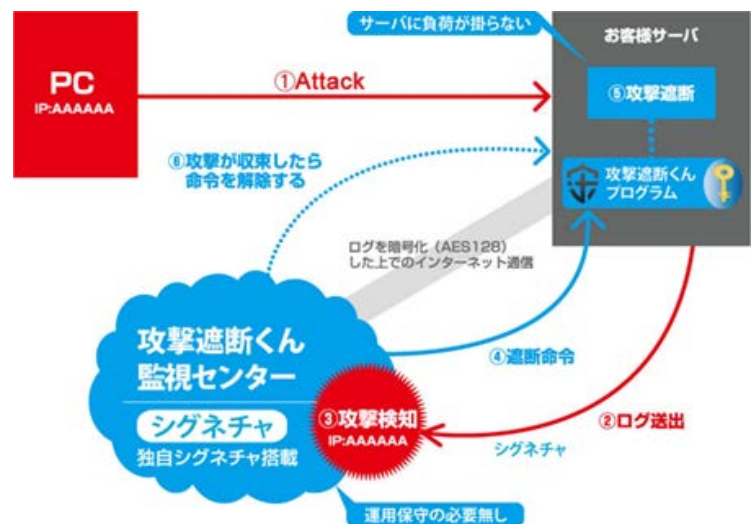 サーバに負荷が掛らない
お客様サーバ
PC
IP:AAAAAA
①Attack
⑤攻撃遮断
⑥攻撃が収束したら
命令を解除する
攻撃遮断くん
プログラム
ログを暗号化（AES128）
した上でのインターネット通信
攻撃遮断くん
監視センター
④遮断命令
シグネチャ
独自シグネチャ搭載
③攻撃検知
IP:AAAAAA
②ログ送出
シグネチャ
運用保守の必要無し